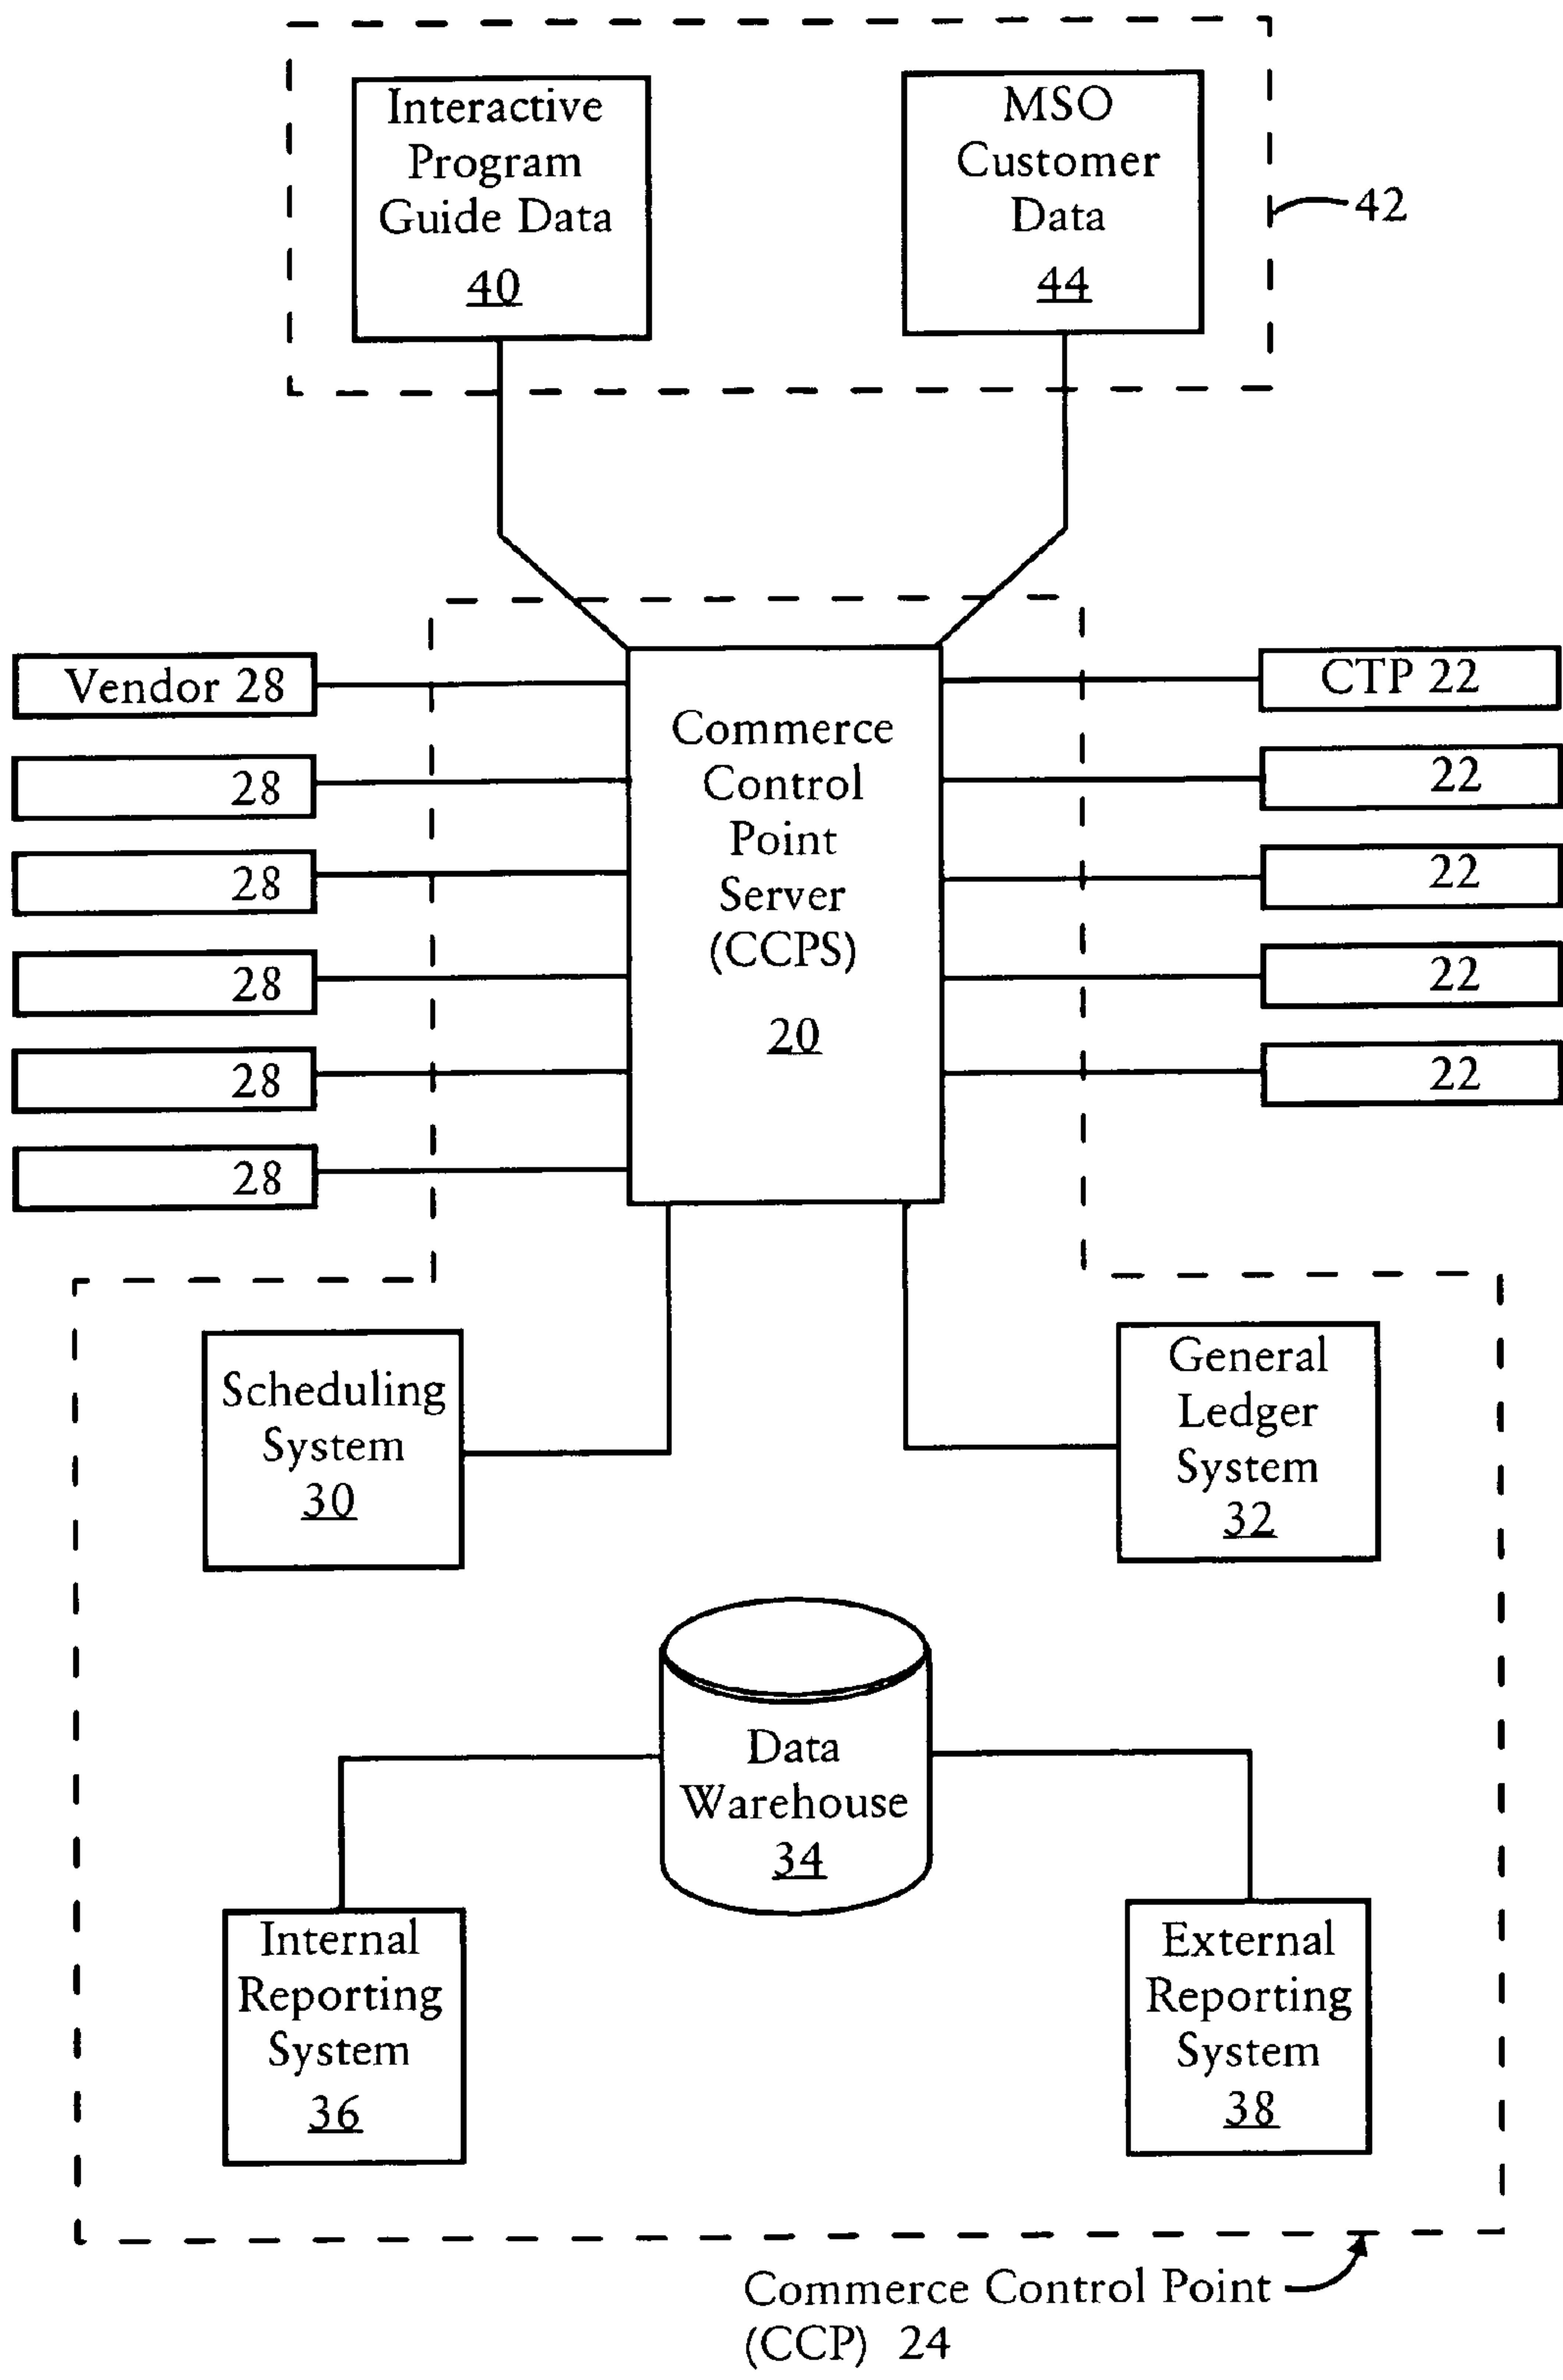 Interactive
Program
Guide Data
40
MSO
Customer
Data
44
42
Vendor 28
28
28
28
28
28
Commerce
Control
Point
Server
(CCPS)
20
CTP 22
22
22
22
22
Scheduling
System
30
General
Ledger
System
32
Data
Warehouse
34
Internal
Reporting
System
36
External
Reporting
System
38
Commerce Control Point
(CCP) 24